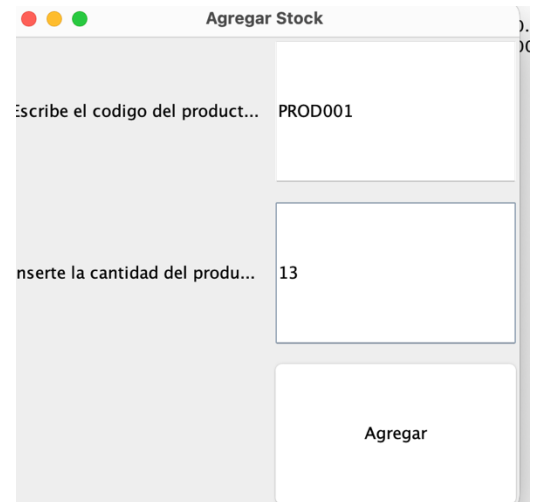 Agregar Stock
Escribe el codigo del product... PROD001
nserte la cantidad del produ... 13
Agregar